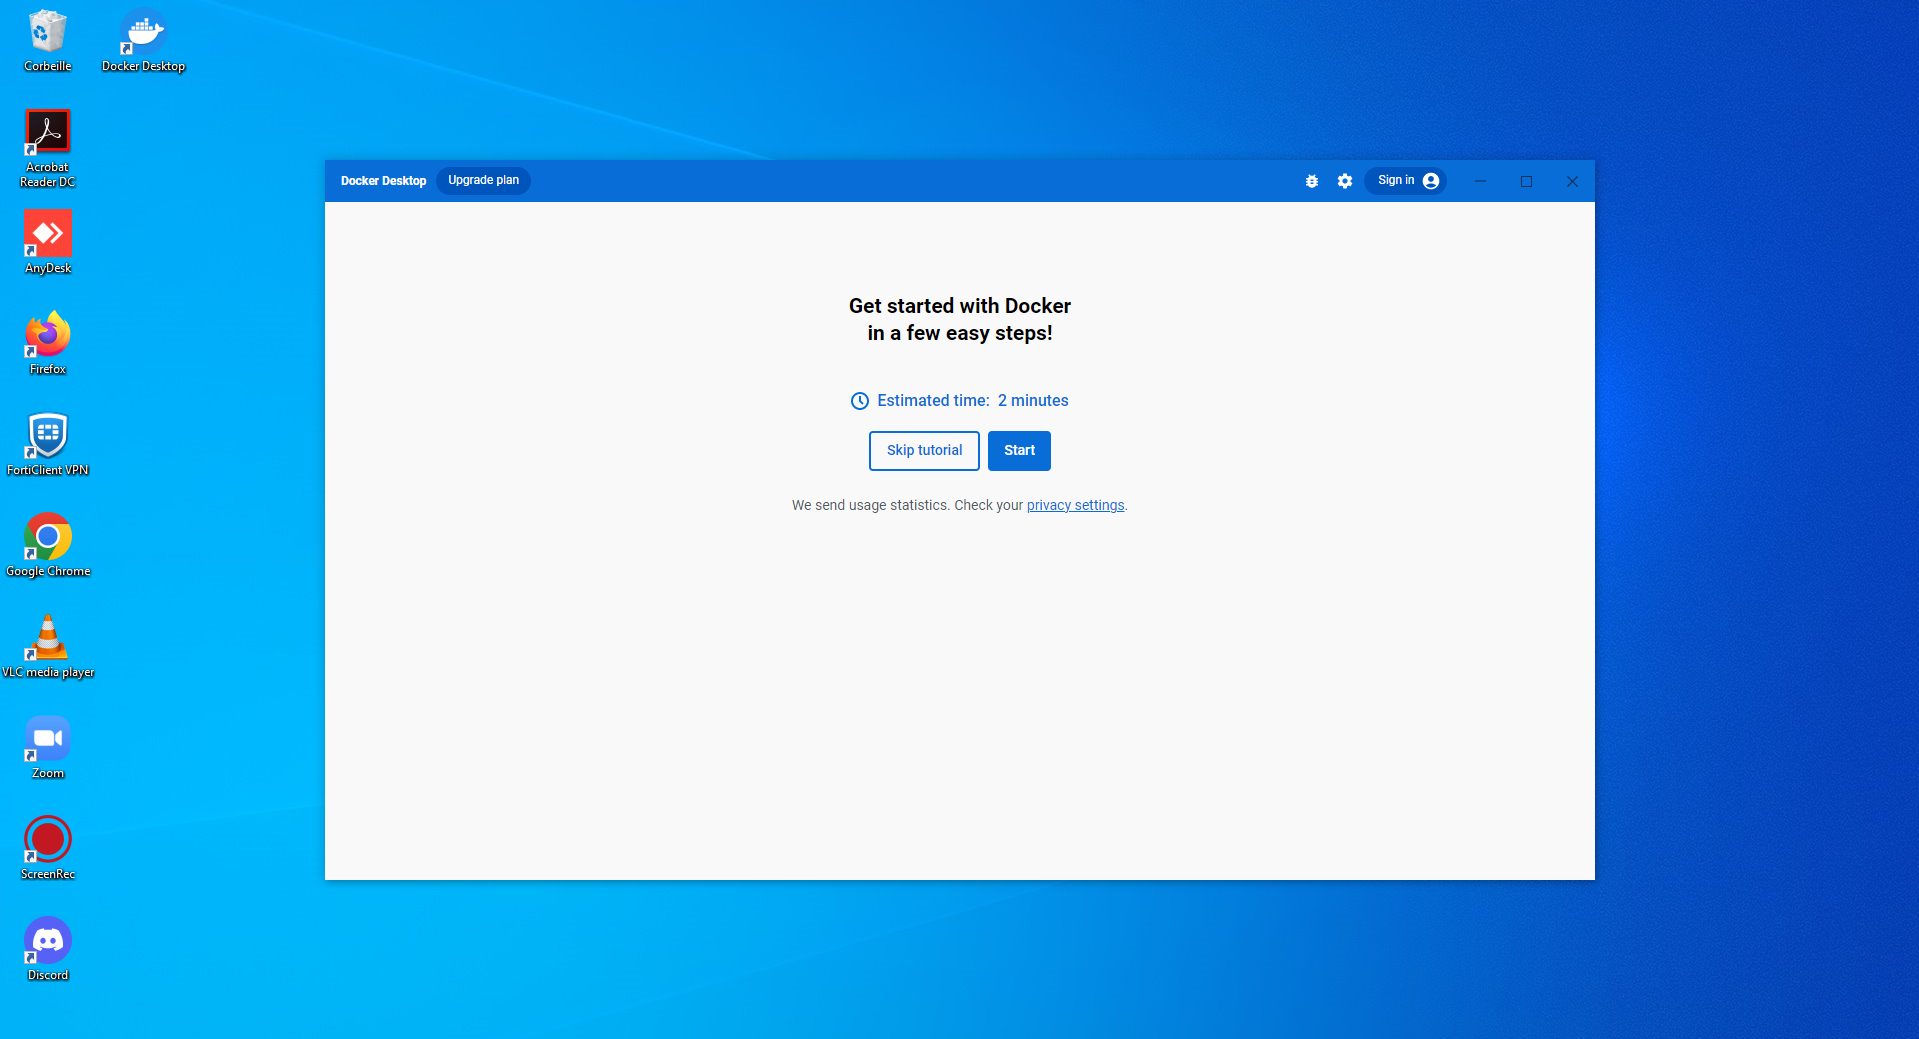 Corbeille
Docker Desktop
Acrobat
Reader DC
AnyDesk
Firefox
FortiClient VPN
Google Chrome
VLC media player
Zoom
ScreenRec
Discord
Docker Desktop
Upgrade plan
Sign in
Get started with Docker
in a few easy steps!
Estimated time: 2 minutes
Skip tutorial
Start
We send usage statistics. Check your privacy settings.